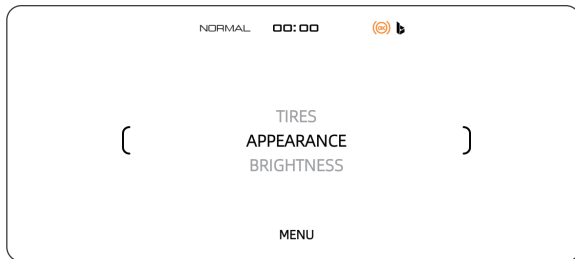 NORMAL 00:00
TIRES
APPEARANCE
BRIGHTNESS
MENU